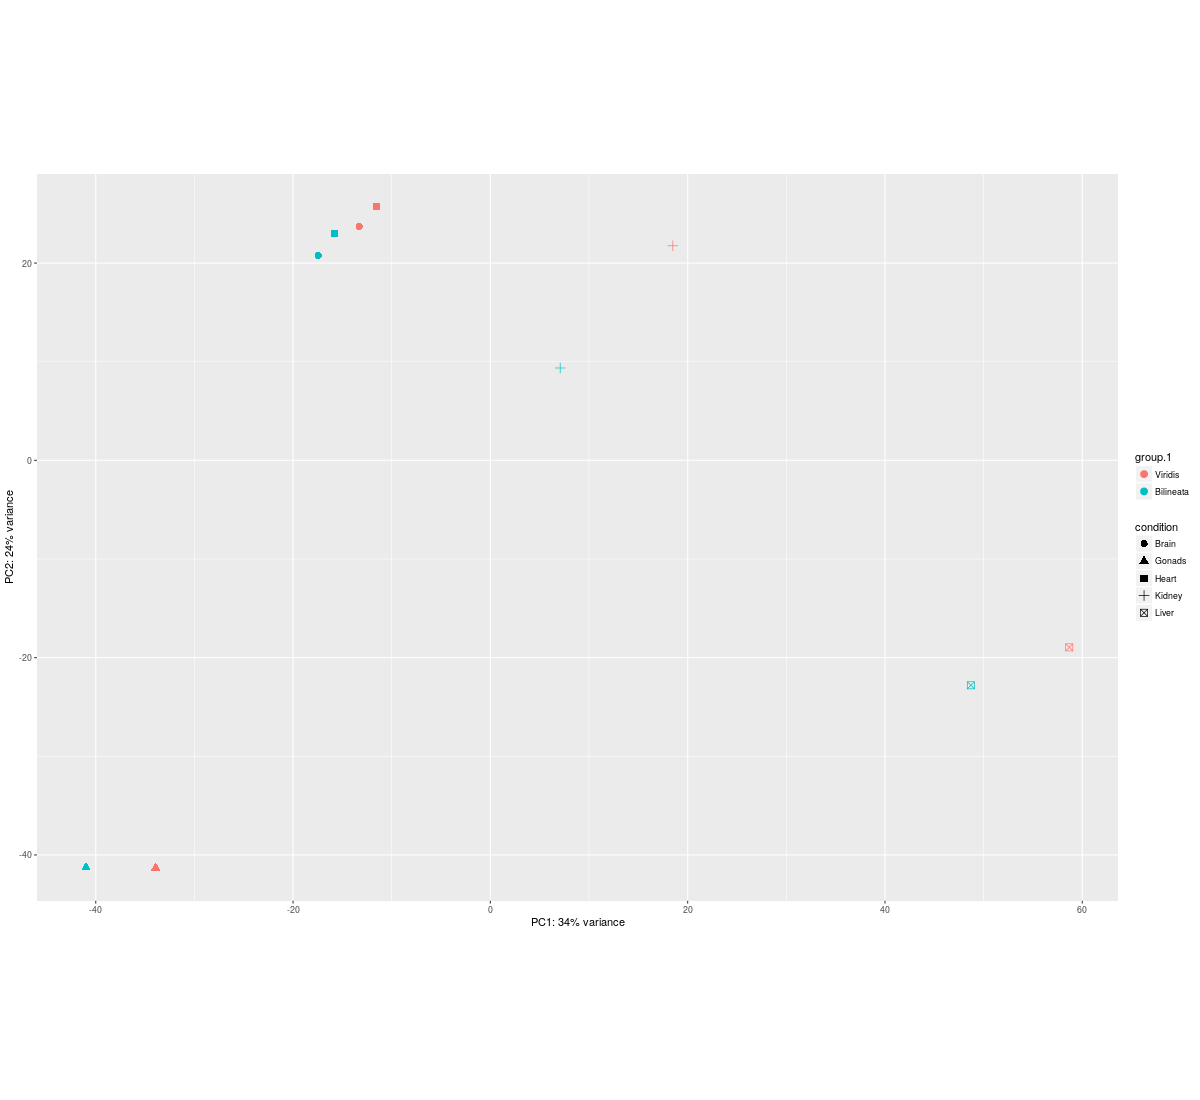 20
0
-20
-40
-40
-20
0
20
40
60
PC1: 34% variance
PC2: 24% variance
group.1
Viridis
Bilineata
condition
Brain
Gonads
Heart
Kidney
Liver